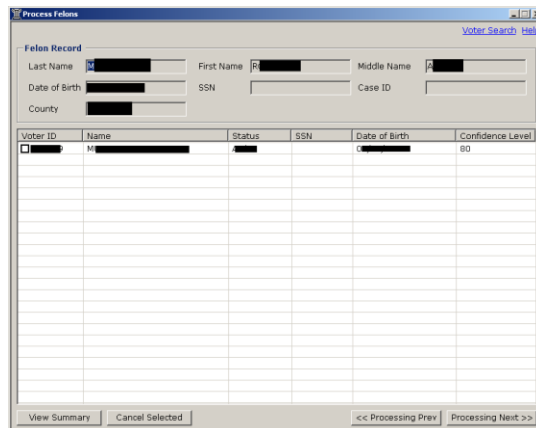 Process Felons
Voter Search Help
Felon Record
Last Name M First Name R Middle Name A
Date of Birth SSN Case ID
County
Voter ID Name Status SSN Date of Birth Confidence Level
M A 80
View Summary Cancel Selected << Processing Prev Processing Next >>